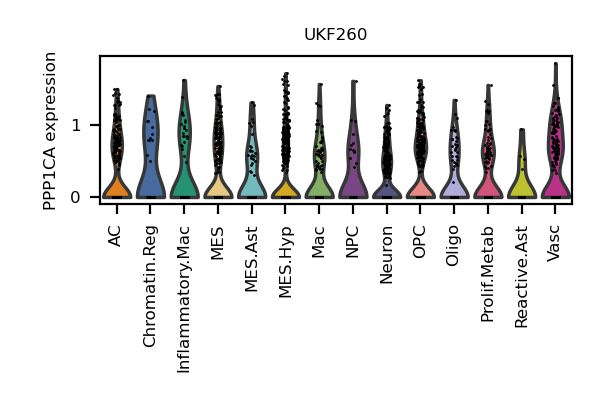 UKF260
PPP1CA expression
1
0
AC
Chromatin.Reg
Inflammatory.Mac
MES
MES.Ast
MES.Hyp
Mac
NPC
Neuron
OPC
Oligo
Prolif.Metab
Reactive.Ast
Vasc